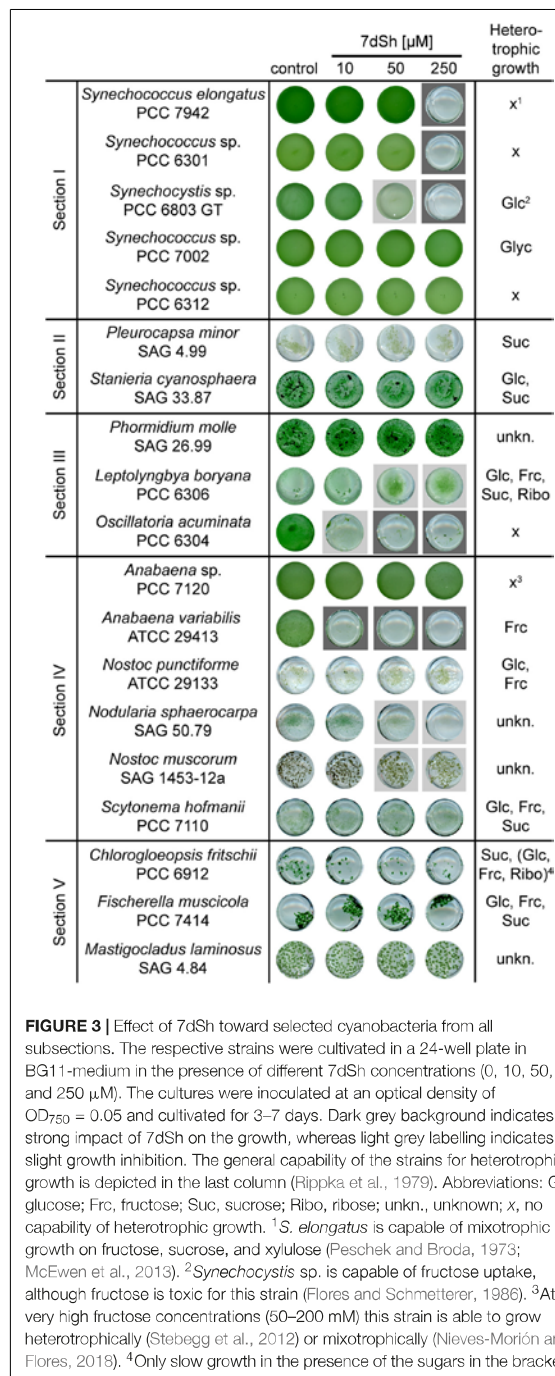 7dSh [µM]
Hetero-
trophic
growth
control 10 50 250
Section I
Synechococcus elongatus
PCC 7942
x¹
Synechococcus sp.
PCC 6301
x
Synechocystis sp.
PCC 6803 GT
Glc²
Synechococcus sp.
PCC 7002
Glyc
Synechococcus sp.
PCC 6312
x
Section II
Pleurocapsa minor
SAG 4.99
Suc
Stanieria cyanosphaera
SAG 33.87
Glc,
Suc
Section III
Phormidium molle
SAG 26.99
unkn.
Leptolyngbya boryana
PCC 6306
Glc, Frc,
Suc, Ribo
Oscillatoria acuminata
PCC 6304
x
Section IV
Anabaena sp.
PCC 7120
x³
Anabaena variabilis
ATCC 29413
Frc
Nostoc punctiforme
ATCC 29133
Glc,
Frc
Nodularia sphaerocarpa
SAG 50.79
unkn.
Nostoc muscorum
SAG 1453-12a
unkn.
Scytonema hofmanii
PCC 7110
Glc, Frc,
Suc
Section V
Chlorogloeopsis fritschii
PCC 6912
Suc, (Glc,
Frc, Ribo)⁴
Fischerella muscicola
PCC 7414
Glc, Frc,
Suc
Mastigocladus laminosus
SAG 4.84
unkn.
FIGURE 3 | Effect of 7dSh toward selected cyanobacteria from all
subsections. The respective strains were cultivated in a 24-well plate in
BG11-medium in the presence of different 7dSh concentrations (0, 10, 50,
and 250 µM). The cultures were inoculated at an optical density of
OD₇₅₀ = 0.05 and cultivated for 3–7 days. Dark grey background indicates
strong impact of 7dSh on the growth, whereas light grey labelling indicates
slight growth inhibition. The general capability of the strains for heterotrophi
growth is depicted in the last column (Rippka et al., 1979). Abbreviations: G
glucose; Frc, fructose; Suc, sucrose; Ribo, ribose; unkn., unknown; x, no
capability of heterotrophic growth. ¹S. elongatus is capable of mixotrophic
growth on fructose, sucrose, and xylulose (Peschek and Broda, 1973;
McEwen et al., 2013). ²Synechocystis sp. is capable of fructose uptake,
although fructose is toxic for this strain (Flores and Schmetterer, 1986). ³At
very high fructose concentrations (50–200 mM) this strain is able to grow
heterotrophically (Stebegg et al., 2012) or mixotrophically (Nieves-Morión ar
Flores, 2018). ⁴Only slow growth in the presence of the sugars in the bracke